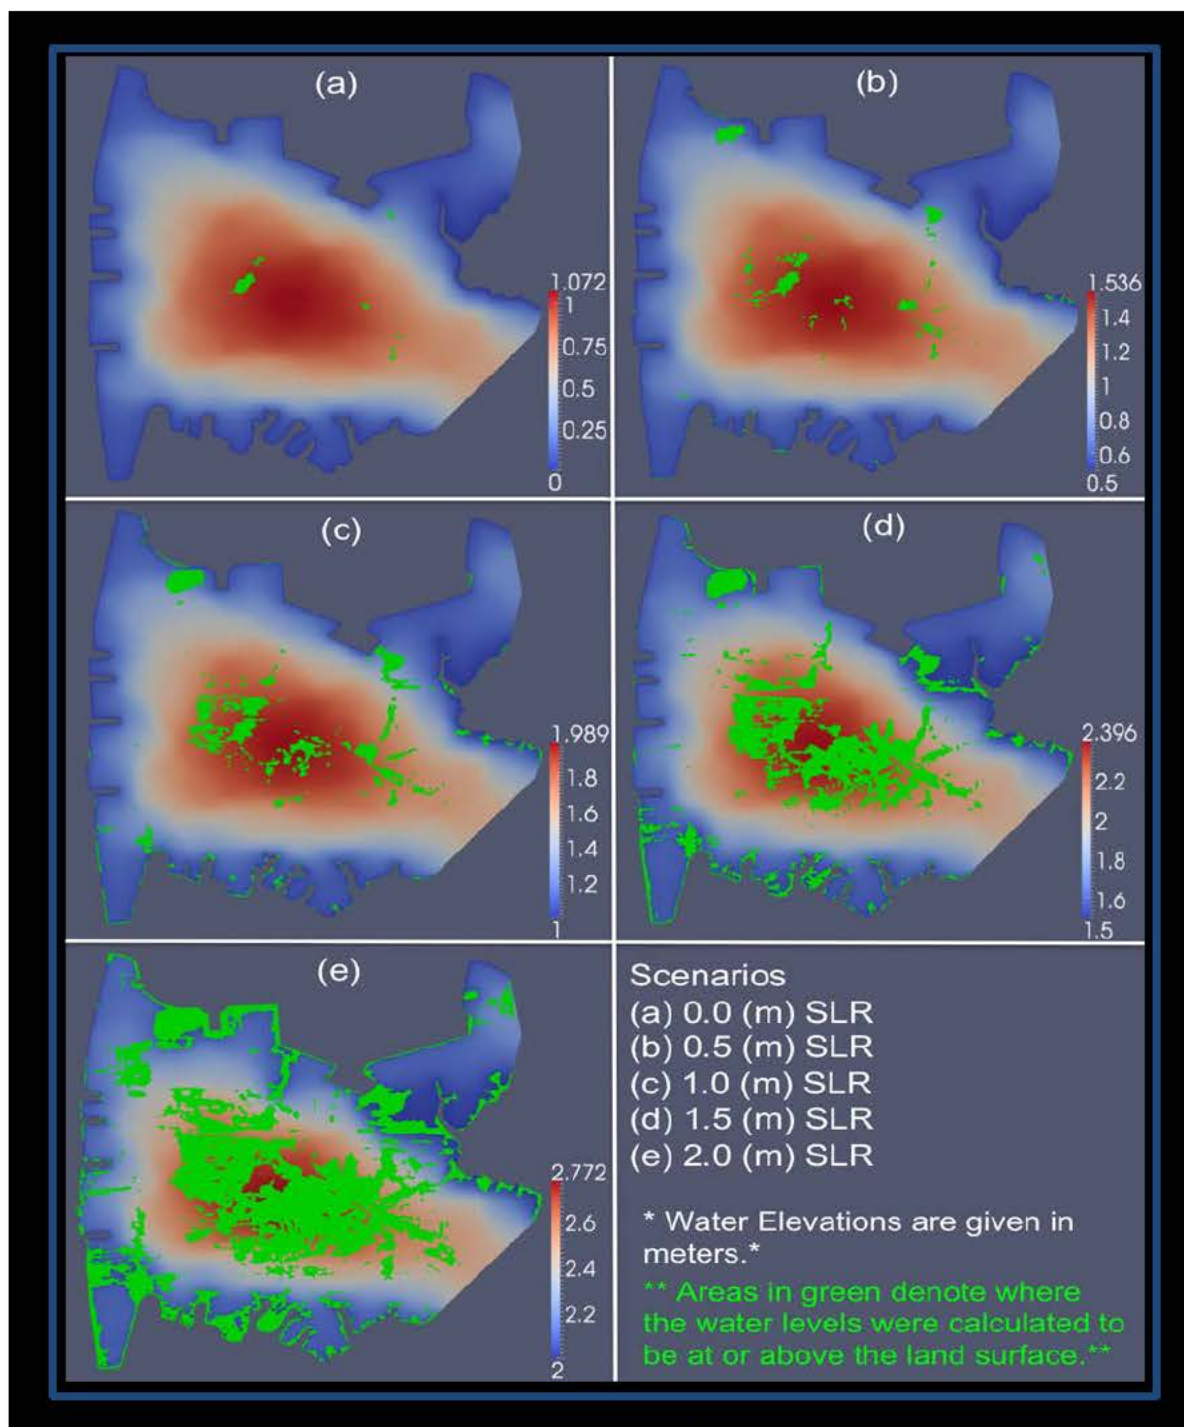 (a)
1.072
1
0.75
0.5
0.25
0
(b)
1.536
1.4
1.2
1
0.8
0.6
0.5
(c)
1.989
1.8
1.6
1.4
1.2
1
(d)
2.396
2.2
2
1.8
1.6
1.5
(e)
2.772
2.6
2.4
2.2
2
Scenarios
(a) 0.0 (m) SLR
(b) 0.5 (m) SLR
(c) 1.0 (m) SLR
(d) 1.5 (m) SLR
(e) 2.0 (m) SLR
* Water Elevations are given in
meters.*
** Areas in green denote where
the water levels were calculated to
be at or above the land surface.**